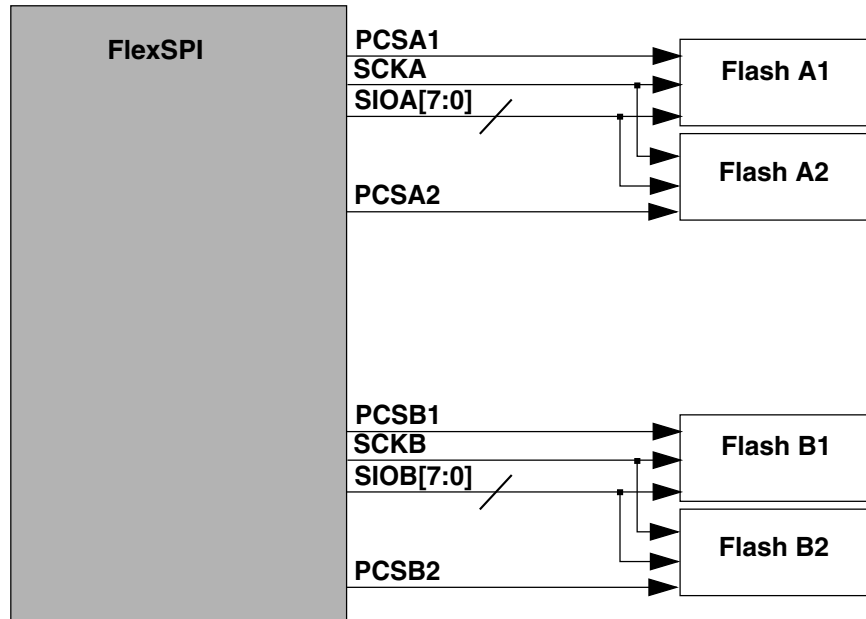 FlexSPI
PCSA1
SCKA
SIOA[7:0]
PCSA2
Flash A1
Flash A2
PCSB1
SCKB
SIOB[7:0]
PCSB2
Flash B1
Flash B2